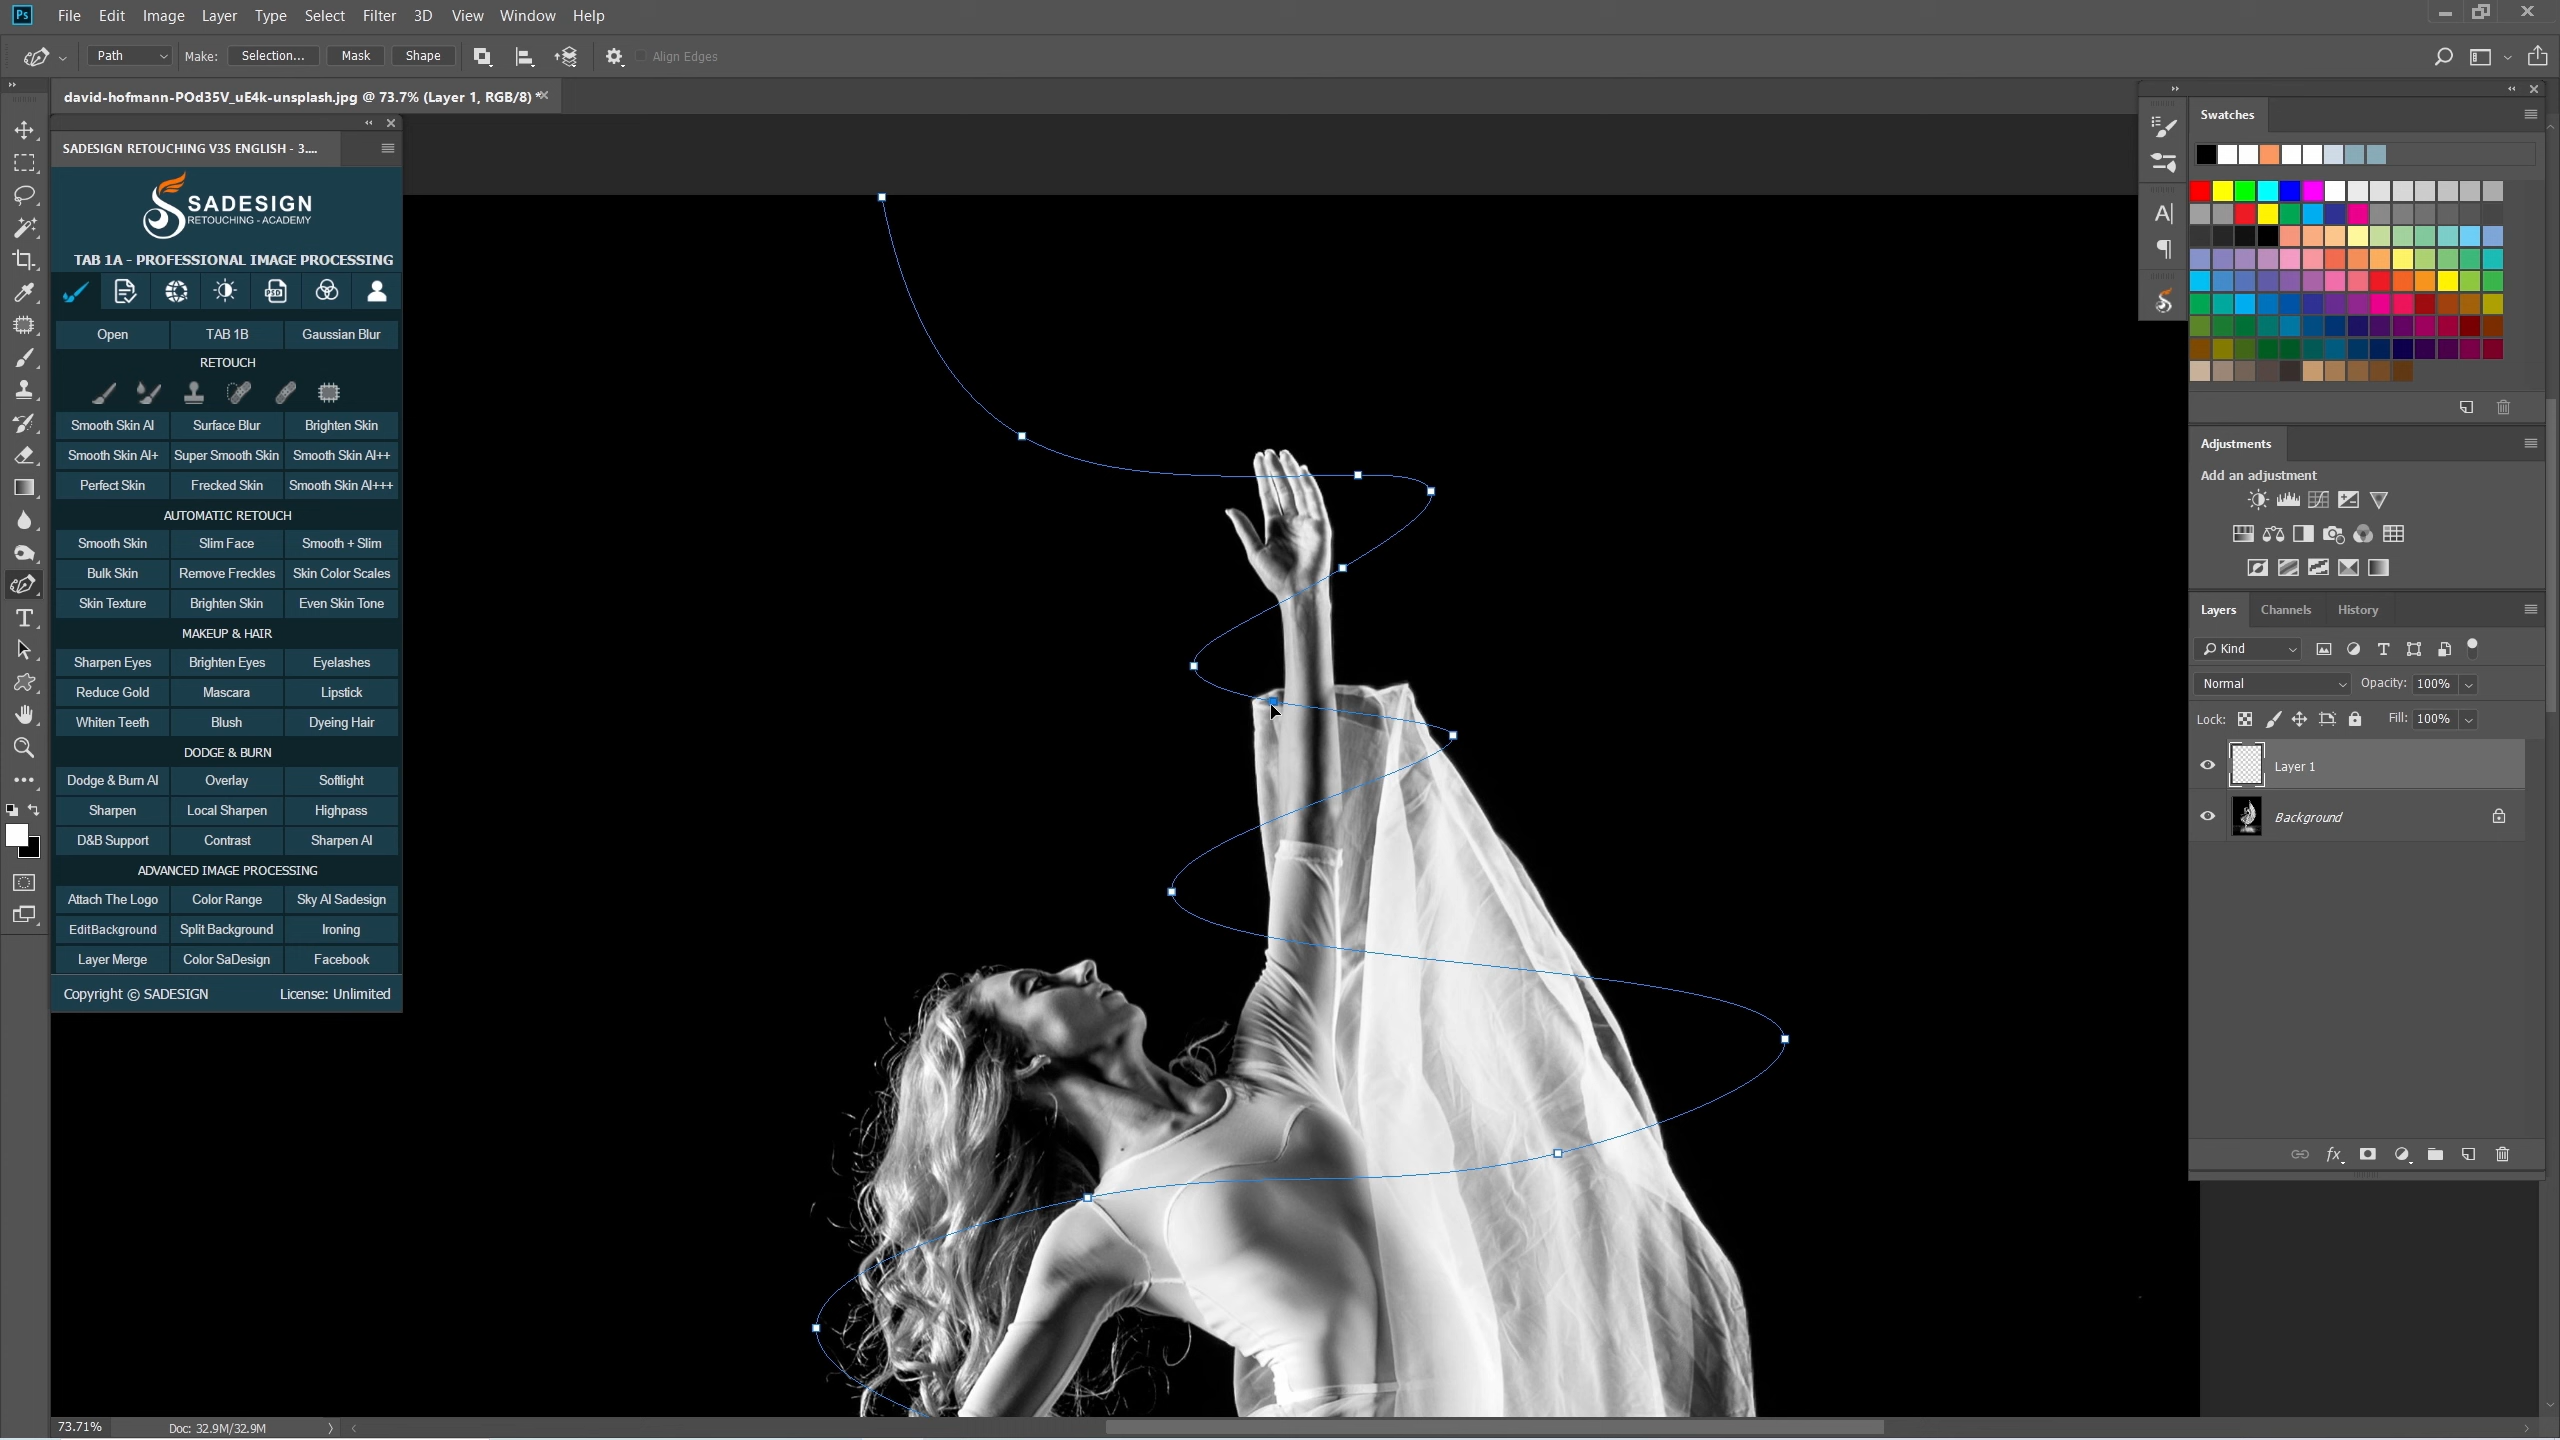 Ps File Edit Image Layer Type Select Filter 3D View Window Help
Path Make: Selection... Mask Shape Align Edges
david-hofmann-POd35V_uE4k-unsplash.jpg @ 73.7% (Layer 1, RGB/8) *
SADESIGN RETOUCHING V3S ENGLISH - 3....
SADESIGN
RETOUCHING - ACADEMY
TAB 1A - PROFESSIONAL IMAGE PROCESSING
PSD
Open TAB 1B Gaussian Blur
RETOUCH
Smooth Skin AI Surface Blur Brighten Skin
Smooth Skin AI+ Super Smooth Skin Smooth Skin AI++
Perfect Skin Frecked Skin Smooth Skin AI+++
AUTOMATIC RETOUCH
Smooth Skin Slim Face Smooth + Slim
Bulk Skin Remove Freckles Skin Color Scales
Skin Texture Brighten Skin Even Skin Tone
MAKEUP & HAIR
Sharpen Eyes Brighten Eyes Eyelashes
Reduce Gold Mascara Lipstick
Whiten Teeth Blush Dyeing Hair
DODGE & BURN
Dodge & Burn AI Overlay Softlight
Sharpen Local Sharpen Highpass
D&B Support Contrast Sharpen AI
ADVANCED IMAGE PROCESSING
Attach The Logo Color Range Sky AI Sadesign
EditBackground Split Background Ironing
Layer Merge Color SaDesign Facebook
Copyright © SADESIGN License: Unlimited
Swatches
Adjustments
Add an adjustment
Layers Channels History
Kind
Normal Opacity: 100%
Lock: Fill: 100%
Layer 1
Background
fx
73.71% Doc: 32.9M/32.9M